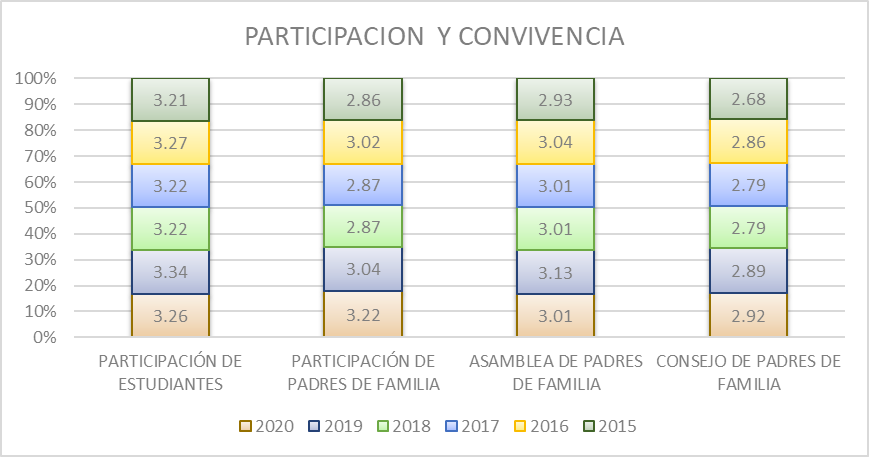 PARTICIPACION Y CONVIVENCIA
100%
90%
80%
70%
60%
50%
40%
30%
20%
10%
0%
3.21 2.86 2.93 2.68
3.27 3.02 3.04 2.86
3.22 2.87 3.01 2.79
3.22 2.87 3.01 2.79
3.34 3.04 3.13 2.89
3.26 3.22 3.01 2.92
PARTICIPACIÓN DE
ESTUDIANTES
PARTICIPACIÓN DE
PADRES DE FAMILIA
ASAMBLEA DE PADRES
DE FAMILIA
CONSEJO DE PADRES DE
FAMILIA
2020 2019 2018 2017 2016 2015